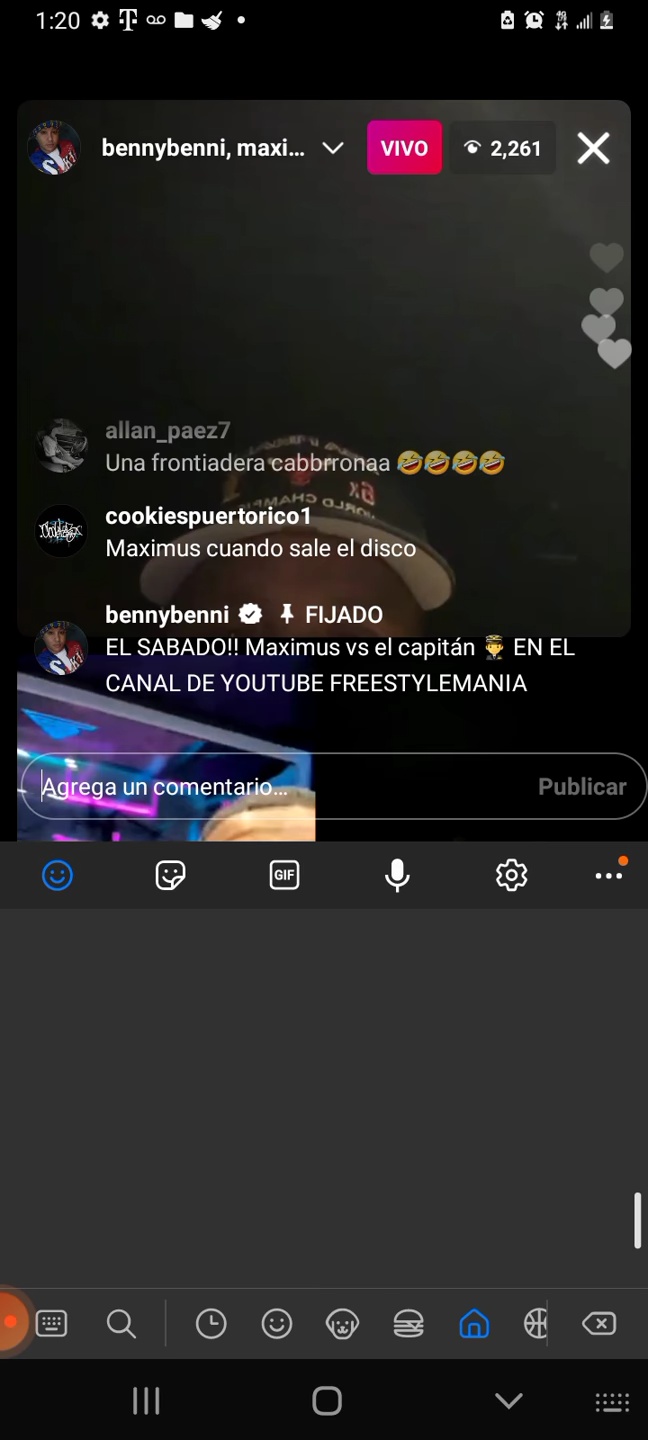 1:20
bennybenni, maxi...
VIVO
2,261
allan_paez7
Una frontiadera cabbrronaa 🤣🤣🤣🤣
cookiespuertorico1
Maximus cuando sale el disco
bennybenni FIJADO
EL SABADO!! Maximus vs el capitán 👨‍✈️ EN EL
CANAL DE YOUTUBE FREESTYLEMANIA
Agrega un comentario...
Publicar
GIF